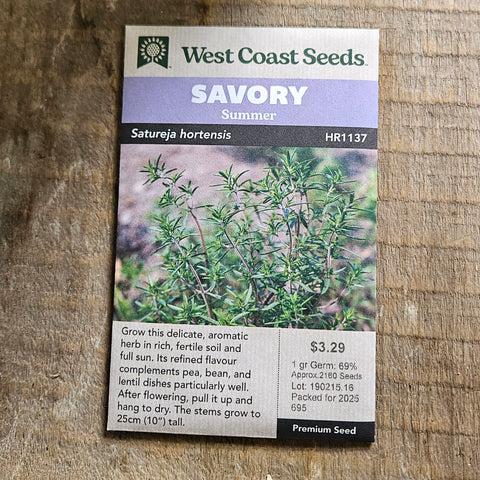 West Coast Seeds
SAVORY
Summer
Satureja hortensis HR1137
Grow this delicate, aromatic
herb in rich, fertile soil and
full sun. Its refined flavour
complements pea, bean, and
lentil dishes particularly well.
After flowering, pull it up and
hang to dry. The stems grow to
25cm (10") tall.
$3.29
1 gr Germ: 69%
Approx.2160 Seeds
Lot: 190215.16
Packed for 2025
695
Premium Seed